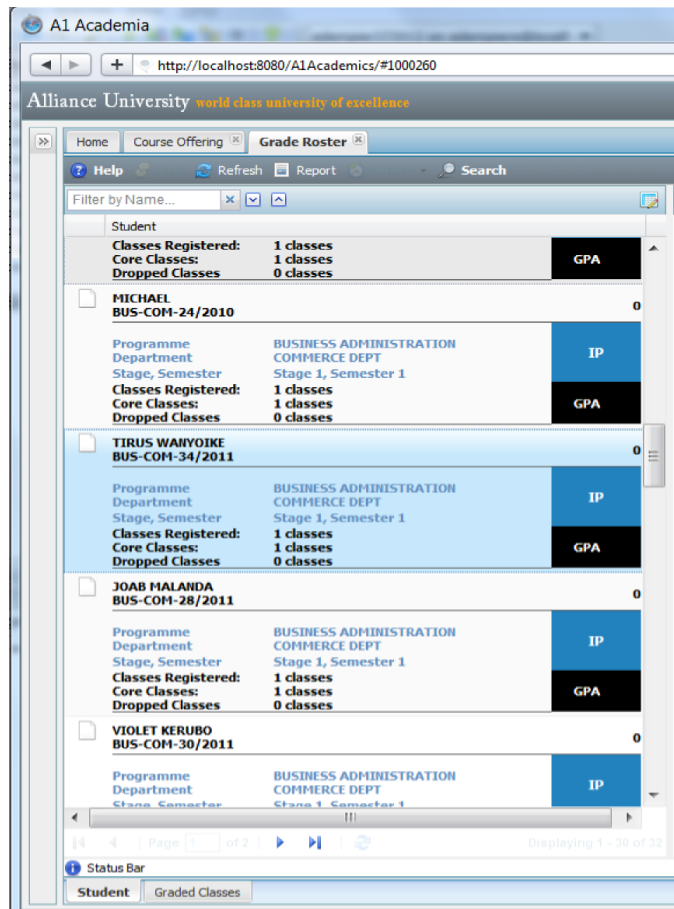 A1 Academia
http://localhost:8080/A1Academics/#1000260
Alliance University world class university of excellence
Home Course Offering Grade Roster
Help Refresh Report Search
Filter by Name...
Student
Classes Registered: 1 classes
Core Classes: 1 classes GPA
Dropped Classes 0 classes
MICHAEL 0
BUS-COM-24/2010
Programme BUSINESS ADMINISTRATION
Department COMMERCE DEPT IP
Stage, Semester Stage 1, Semester 1
Classes Registered: 1 classes
Core Classes: 1 classes GPA
Dropped Classes 0 classes
TIRUS WANYOIKE 0
BUS-COM-34/2011
Programme BUSINESS ADMINISTRATION
Department COMMERCE DEPT IP
Stage, Semester Stage 1, Semester 1
Classes Registered: 1 classes
Core Classes: 1 classes GPA
Dropped Classes 0 classes
JOAB MALANDA 0
BUS-COM-28/2011
Programme BUSINESS ADMINISTRATION
Department COMMERCE DEPT IP
Stage, Semester Stage 1, Semester 1
Classes Registered: 1 classes
Core Classes: 1 classes GPA
Dropped Classes 0 classes
VIOLET KERUBO 0
BUS-COM-30/2011
Programme BUSINESS ADMINISTRATION
Department COMMERCE DEPT IP
Stage, Semester Stage 1, Semester 1
Page 1 of 2 Displaying 1 - 30 of 32
Status Bar
Student Graded Classes